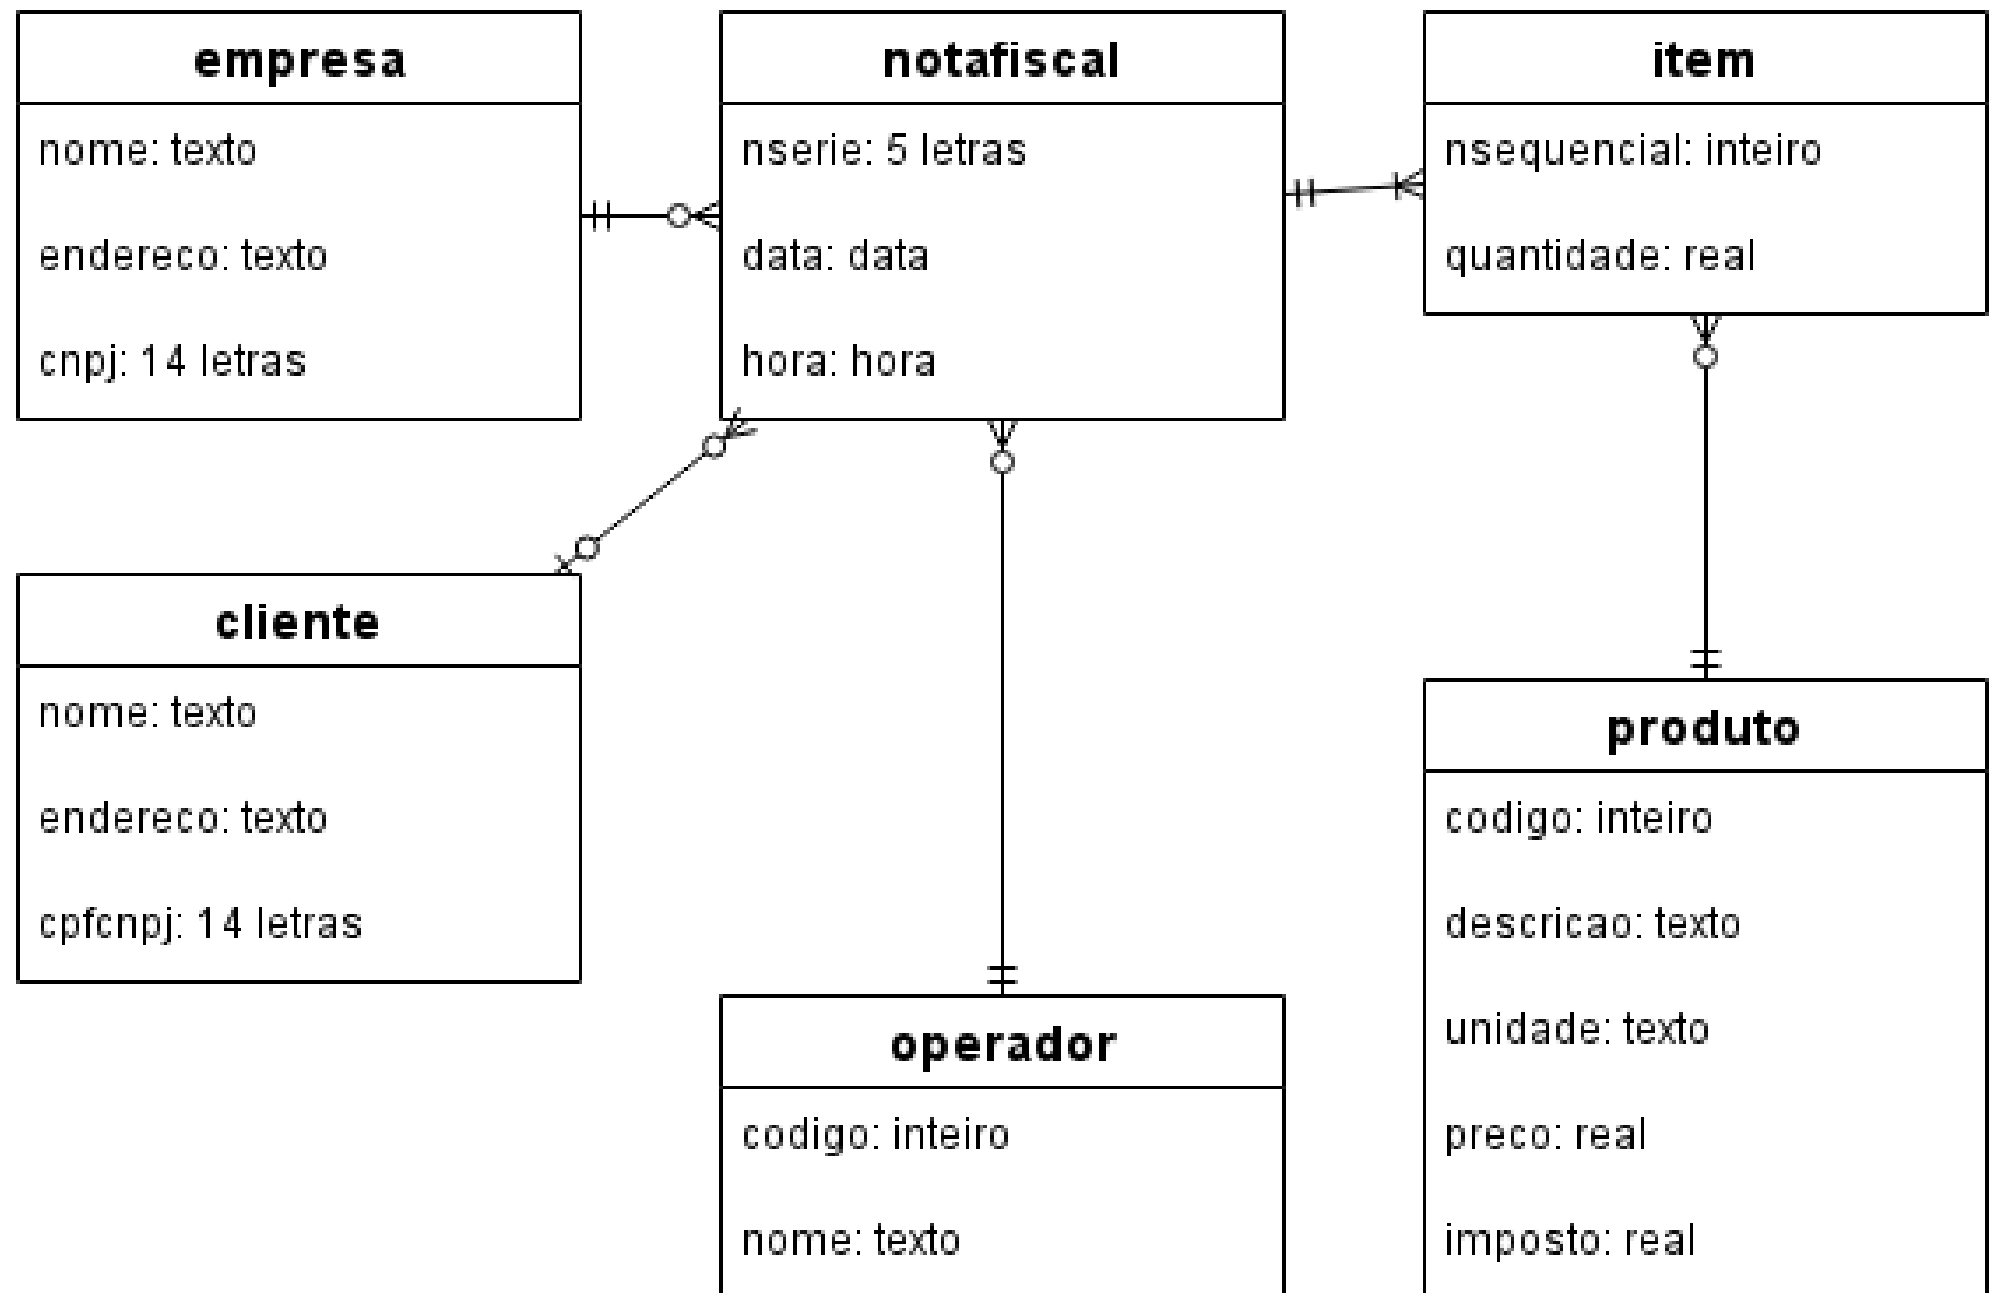 empresa
nome: texto
endereco: texto
cnpj: 14 letras
notafiscal
nserie: 5 letras
data: data
hora: hora
item
nsequencial: inteiro
quantidade: real
cliente
nome: texto
endereco: texto
cpfcnpj: 14 letras
operador
codigo: inteiro
nome: texto
produto
codigo: inteiro
descricao: texto
unidade: texto
preco: real
imposto: real